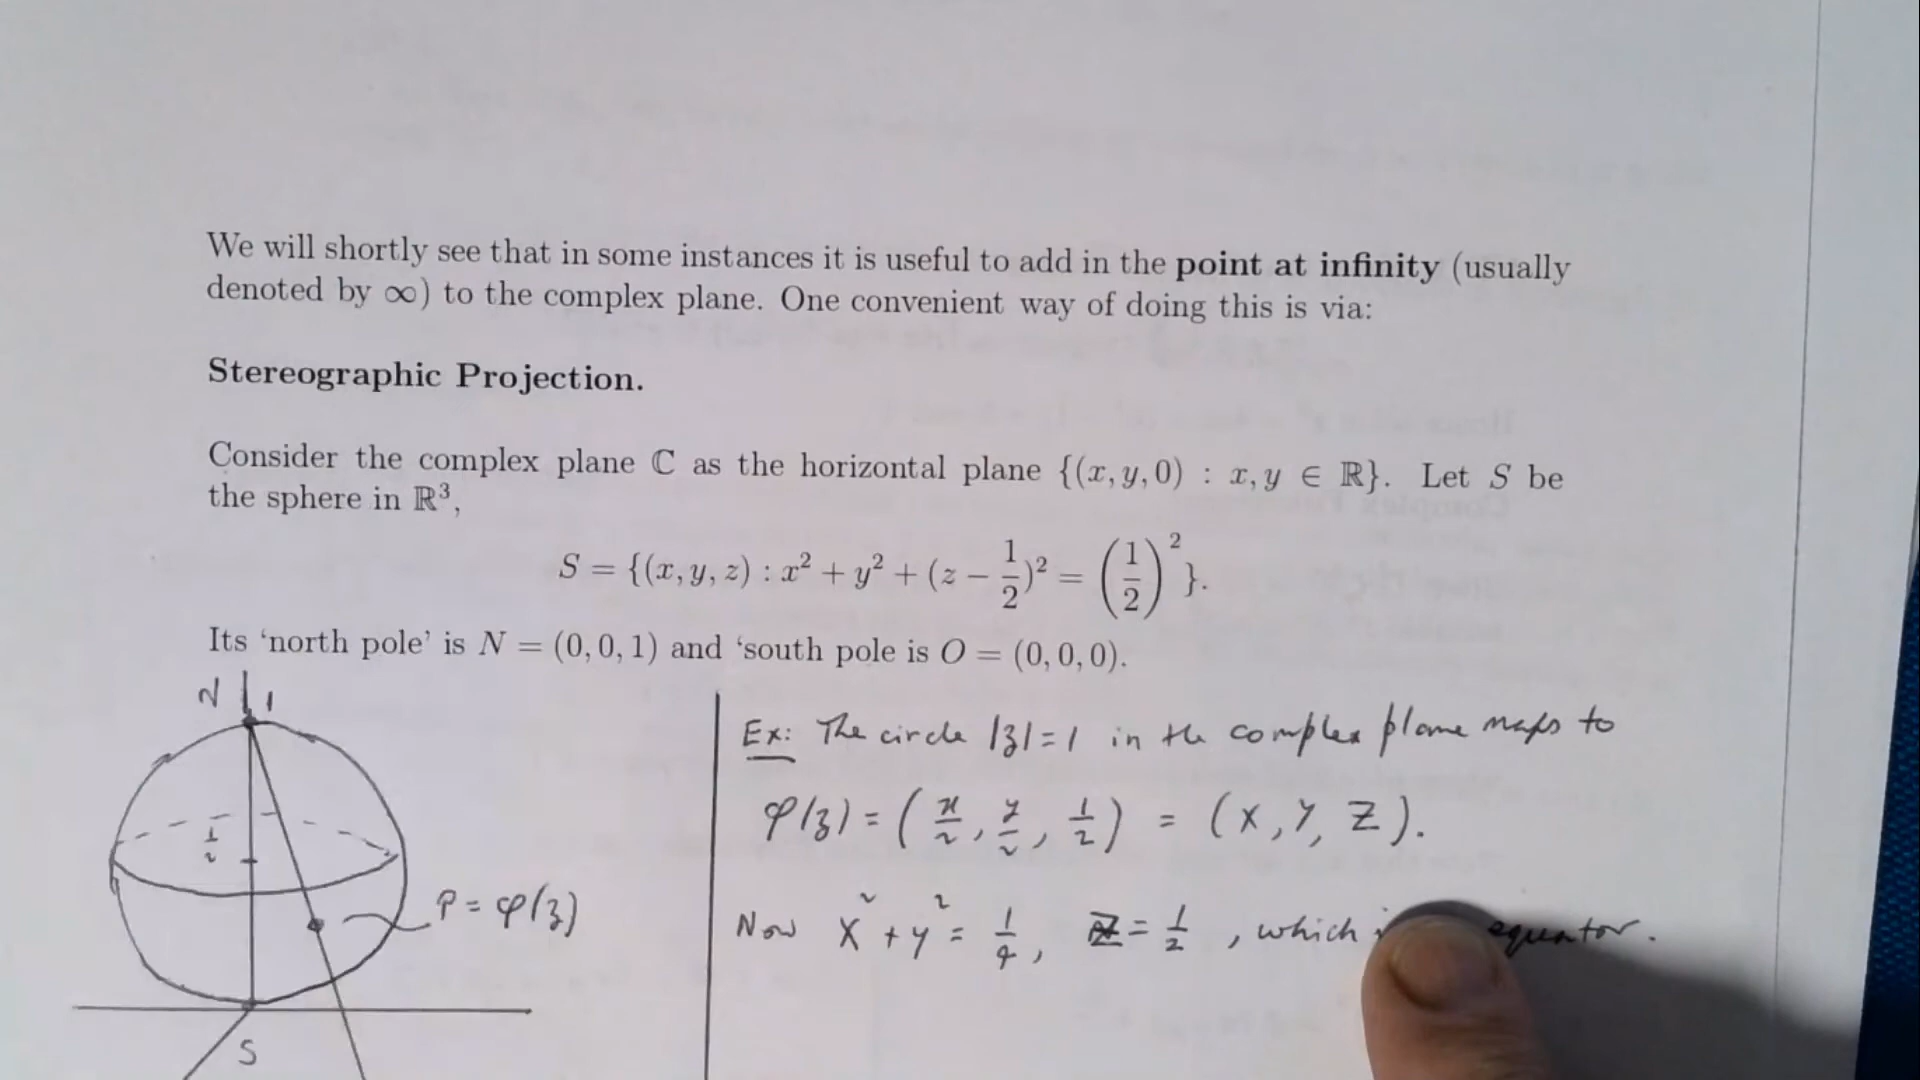 We will shortly see that in some instances it is useful to add in the point at infinity (usually
denoted by ∞) to the complex plane. One convenient way of doing this is via:
Stereographic Projection.
Consider the complex plane ℂ as the horizontal plane {(x, y, 0) : x, y ∈ ℝ}. Let S be
the sphere in ℝ³,
S = {(x, y, z) : x² + y² + (z − 1/2)² = (1/2)²}.
Its ‘north pole’ is N = (0, 0, 1) and ‘south pole is O = (0, 0, 0).
N 1
1/2
P = φ(z)
S
Ex: The circle |z| = 1 in the complex plane maps to
φ(z) = (x/2, y/2, 1/2) = (X, Y, Z).
Now X² + Y² = 1/4, Z = 1/2, which equator.